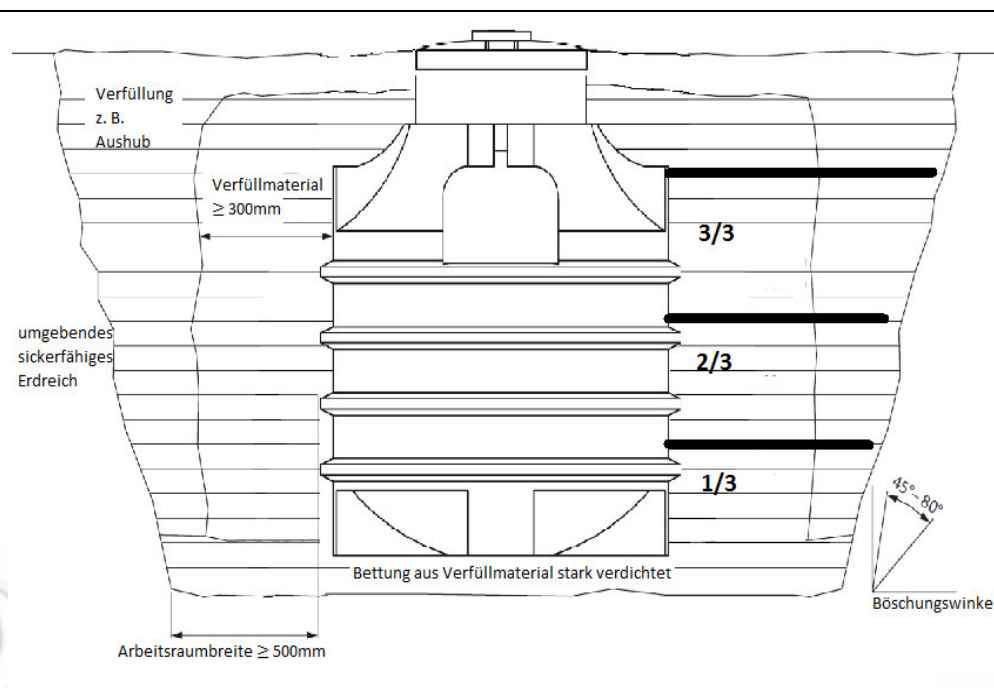 Verfüllung
z. B.
Aushub
Verfüllmaterial
≥ 300mm
3/3
umgebendes
sickerfähiges
Erdreich
2/3
1/3
45°-80°
Bettung aus Verfüllmaterial stark verdichtet
Böschungswinke
Arbeitsraumbreite ≥ 500mm